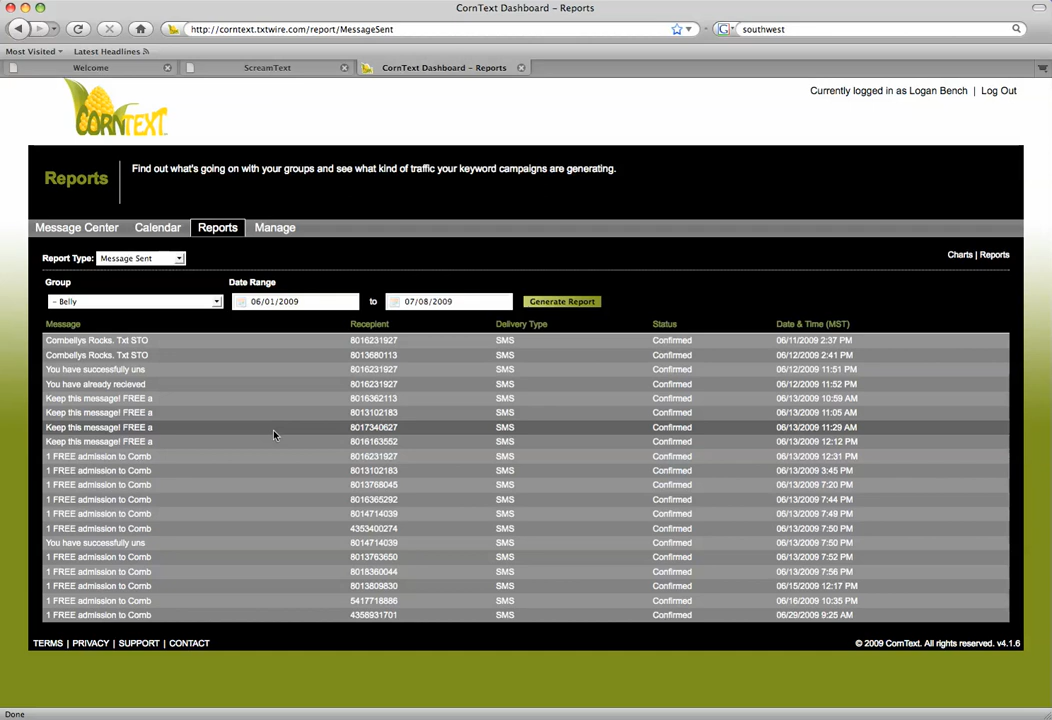 CornText Dashboard – Reports
http://corntext.txtwire.com/report/MessageSent
southwest
Most Visited Latest Headlines
Welcome ScreamText CornText Dashboard – Reports
Currently logged in as Logan Bench | Log Out
CORNTEXT
Reports Find out what's going on with your groups and see what kind of traffic your keyword campaigns are generating.
Message Center Calendar Reports Manage
Report Type: Message Sent Charts | Reports
Group Date Range
– Belly 06/01/2009 to 07/08/2009 Generate Report
Message Recepient Delivery Type Status Date & Time (MST)
Combellys Rocks. Txt STO 8016231927 SMS Confirmed 06/11/2009 2:37 PM
Combellys Rocks. Txt STO 8013680113 SMS Confirmed 06/12/2009 2:41 PM
You have successfully uns 8016231927 SMS Confirmed 06/12/2009 11:51 PM
You have already recieved 8016231927 SMS Confirmed 06/12/2009 11:52 PM
Keep this message! FREE a 8016362113 SMS Confirmed 06/13/2009 10:59 AM
Keep this message! FREE a 8013102183 SMS Confirmed 06/13/2009 11:05 AM
Keep this message! FREE a 8017340627 SMS Confirmed 06/13/2009 11:29 AM
Keep this message! FREE a 8016163552 SMS Confirmed 06/13/2009 12:12 PM
1 FREE admission to Comb 8016231927 SMS Confirmed 06/13/2009 12:31 PM
1 FREE admission to Comb 8013102183 SMS Confirmed 06/13/2009 3:45 PM
1 FREE admission to Comb 8013768045 SMS Confirmed 06/13/2009 7:20 PM
1 FREE admission to Comb 8016365292 SMS Confirmed 06/13/2009 7:44 PM
1 FREE admission to Comb 8014714039 SMS Confirmed 06/13/2009 7:49 PM
1 FREE admission to Comb 4353400274 SMS Confirmed 06/13/2009 7:50 PM
You have successfully uns 8014714039 SMS Confirmed 06/13/2009 7:50 PM
1 FREE admission to Comb 8013763650 SMS Confirmed 06/13/2009 7:52 PM
1 FREE admission to Comb 8018360044 SMS Confirmed 06/13/2009 7:56 PM
1 FREE admission to Comb 8013809830 SMS Confirmed 06/15/2009 12:17 PM
1 FREE admission to Comb 5417718886 SMS Confirmed 06/16/2009 10:35 PM
1 FREE admission to Comb 4358931701 SMS Confirmed 06/29/2009 9:25 AM
TERMS | PRIVACY | SUPPORT | CONTACT © 2009 CornText. All rights reserved. v4.1.6
Done